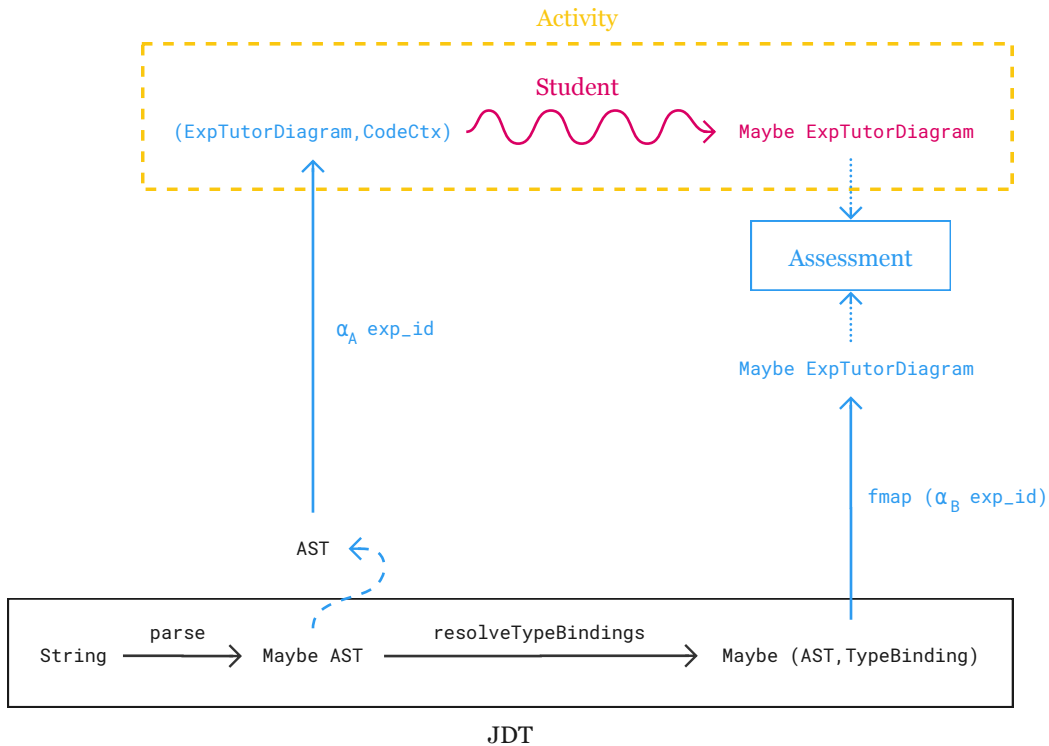 Activity
Student
(ExpTutorDiagram,CodeCtx)
Maybe ExpTutorDiagram
Assessment
α_A exp_id
Maybe ExpTutorDiagram
fmap (α_B exp_id)
AST
parse
resolveTypeBindings
String
Maybe AST
Maybe (AST,TypeBinding)
JDT